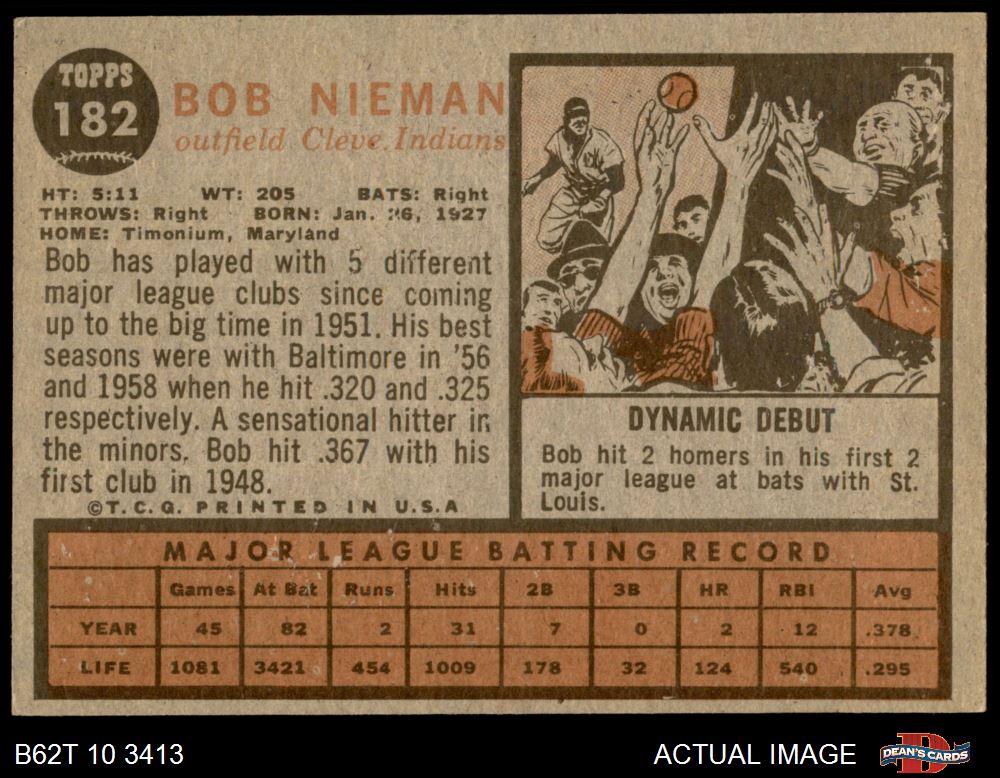 TOPPS
182
BOB NIEMAN
outfield Cleve. Indians
HT: 5:11 WT: 205 BATS: Right
THROWS: Right BORN: Jan. 26, 1927
HOME: Timonium, Maryland
Bob has played with 5 different
major league clubs since coming
up to the big time in 1951. His best
seasons were with Baltimore in '56
and 1958 when he hit .320 and .325
respectively. A sensational hitter in
the minors, Bob hit .367 with his
first club in 1948.
©T.C.G. PRINTED IN U.S.A
DYNAMIC DEBUT
Bob hit 2 homers in his first 2
major league at bats with St.
Louis.
MAJOR LEAGUE BATTING RECORD
Games At Bat Runs Hits 2B 3B HR RBI Avg
YEAR 45 82 2 31 7 0 2 12 .378
LIFE 1081 3421 454 1009 178 32 124 540 .295
B62T 10 3413
ACTUAL IMAGE
DEAN'S CARDS